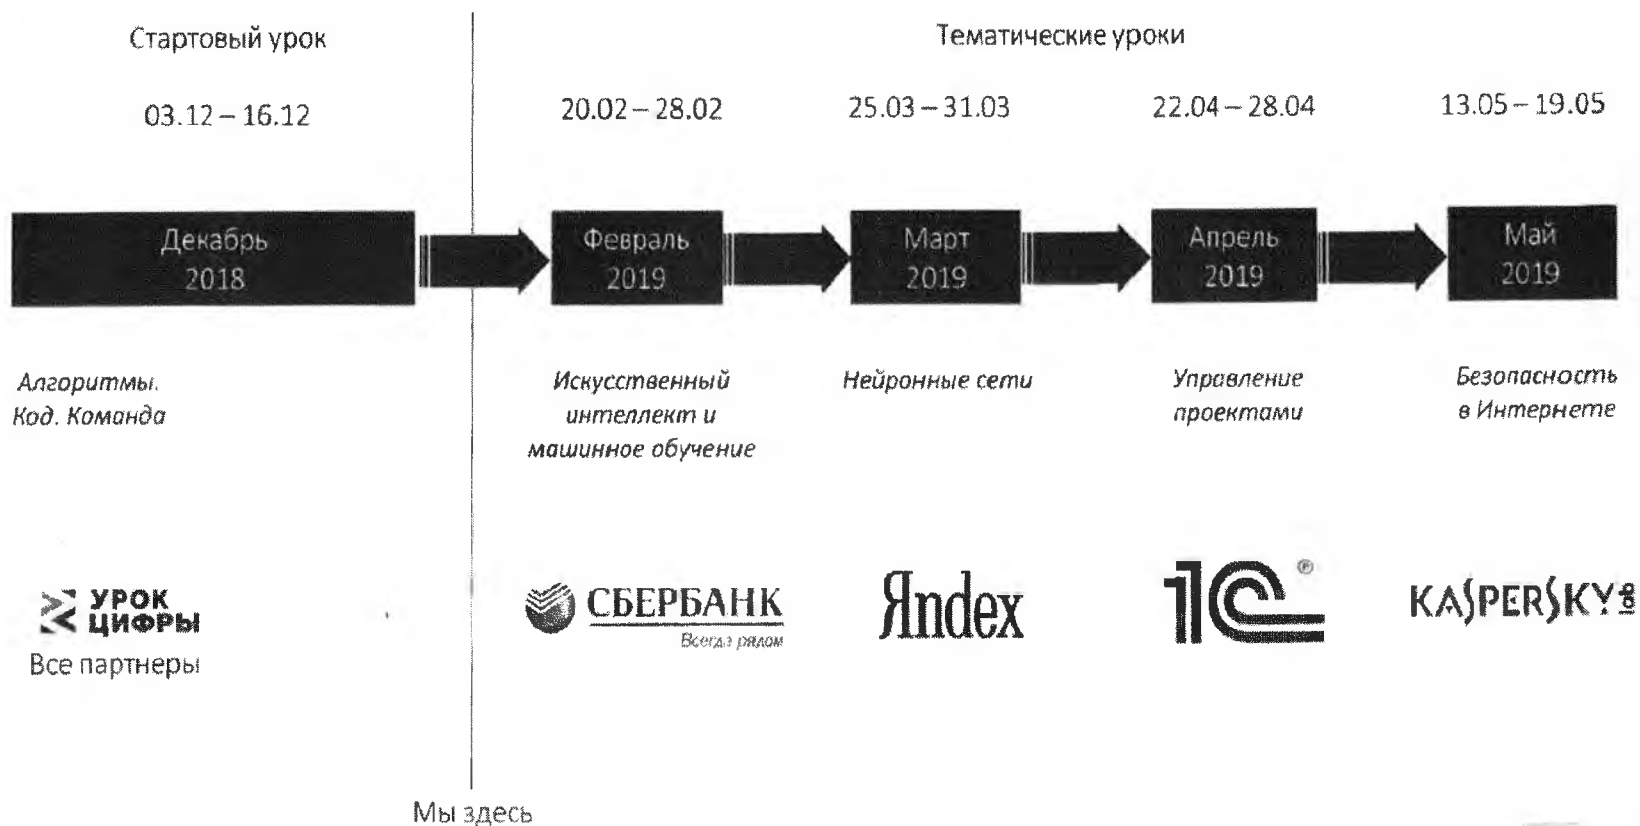 Стартовый урок
Тематические уроки
03.12 – 16.12
20.02 – 28.02
25.03 – 31.03
22.04 – 28.04
13.05 – 19.05
Декабрь
2018
Февраль
2019
Март
2019
Апрель
2019
Май
2019
Алгоритмы.
Код. Команда
Искусственный
интеллект и
машинное обучение
Нейронные сети
Управление
проектами
Безопасность
в Интернете
УРОК
ЦИФРЫ
Все партнеры
СБЕРБАНК
Всегда рядом
Яndex
1С®
KASPERSKY lab
Мы здесь